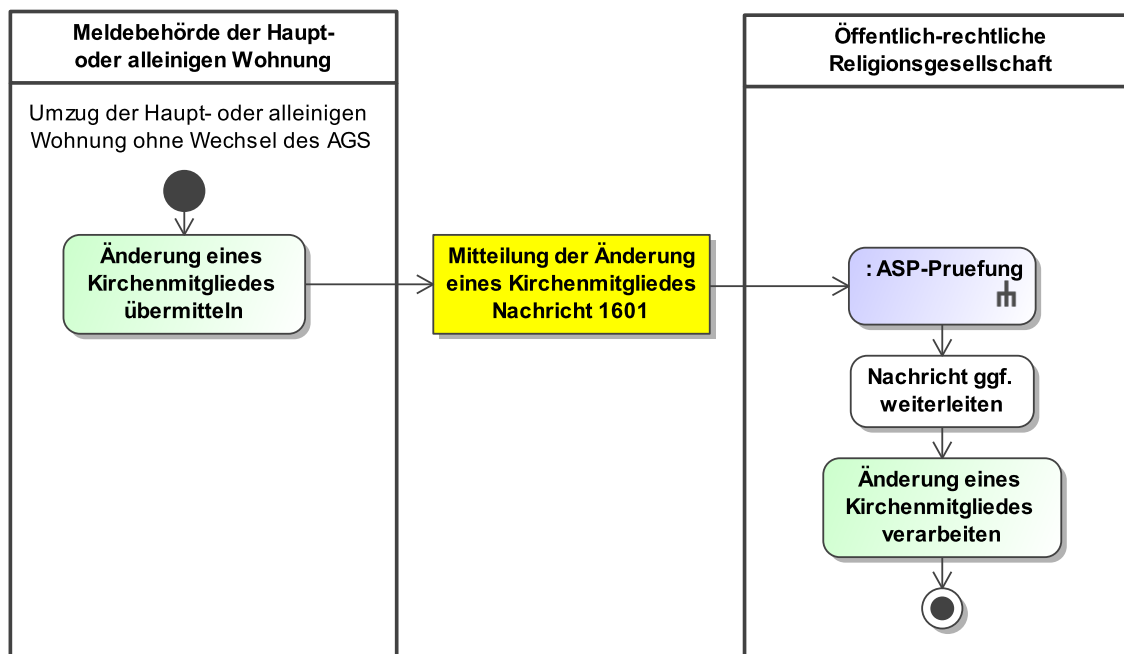 Meldebehörde der Haupt-
oder alleinigen Wohnung
Umzug der Haupt- oder alleinigen
Wohnung ohne Wechsel des AGS
Änderung eines
Kirchenmitgliedes
übermitteln
Mitteilung der Änderung
eines Kirchenmitgliedes
Nachricht 1601
Öffentlich-rechtliche
Religionsgesellschaft
: ASP-Pruefung
Nachricht ggf.
weiterleiten
Änderung eines
Kirchenmitgliedes
verarbeiten